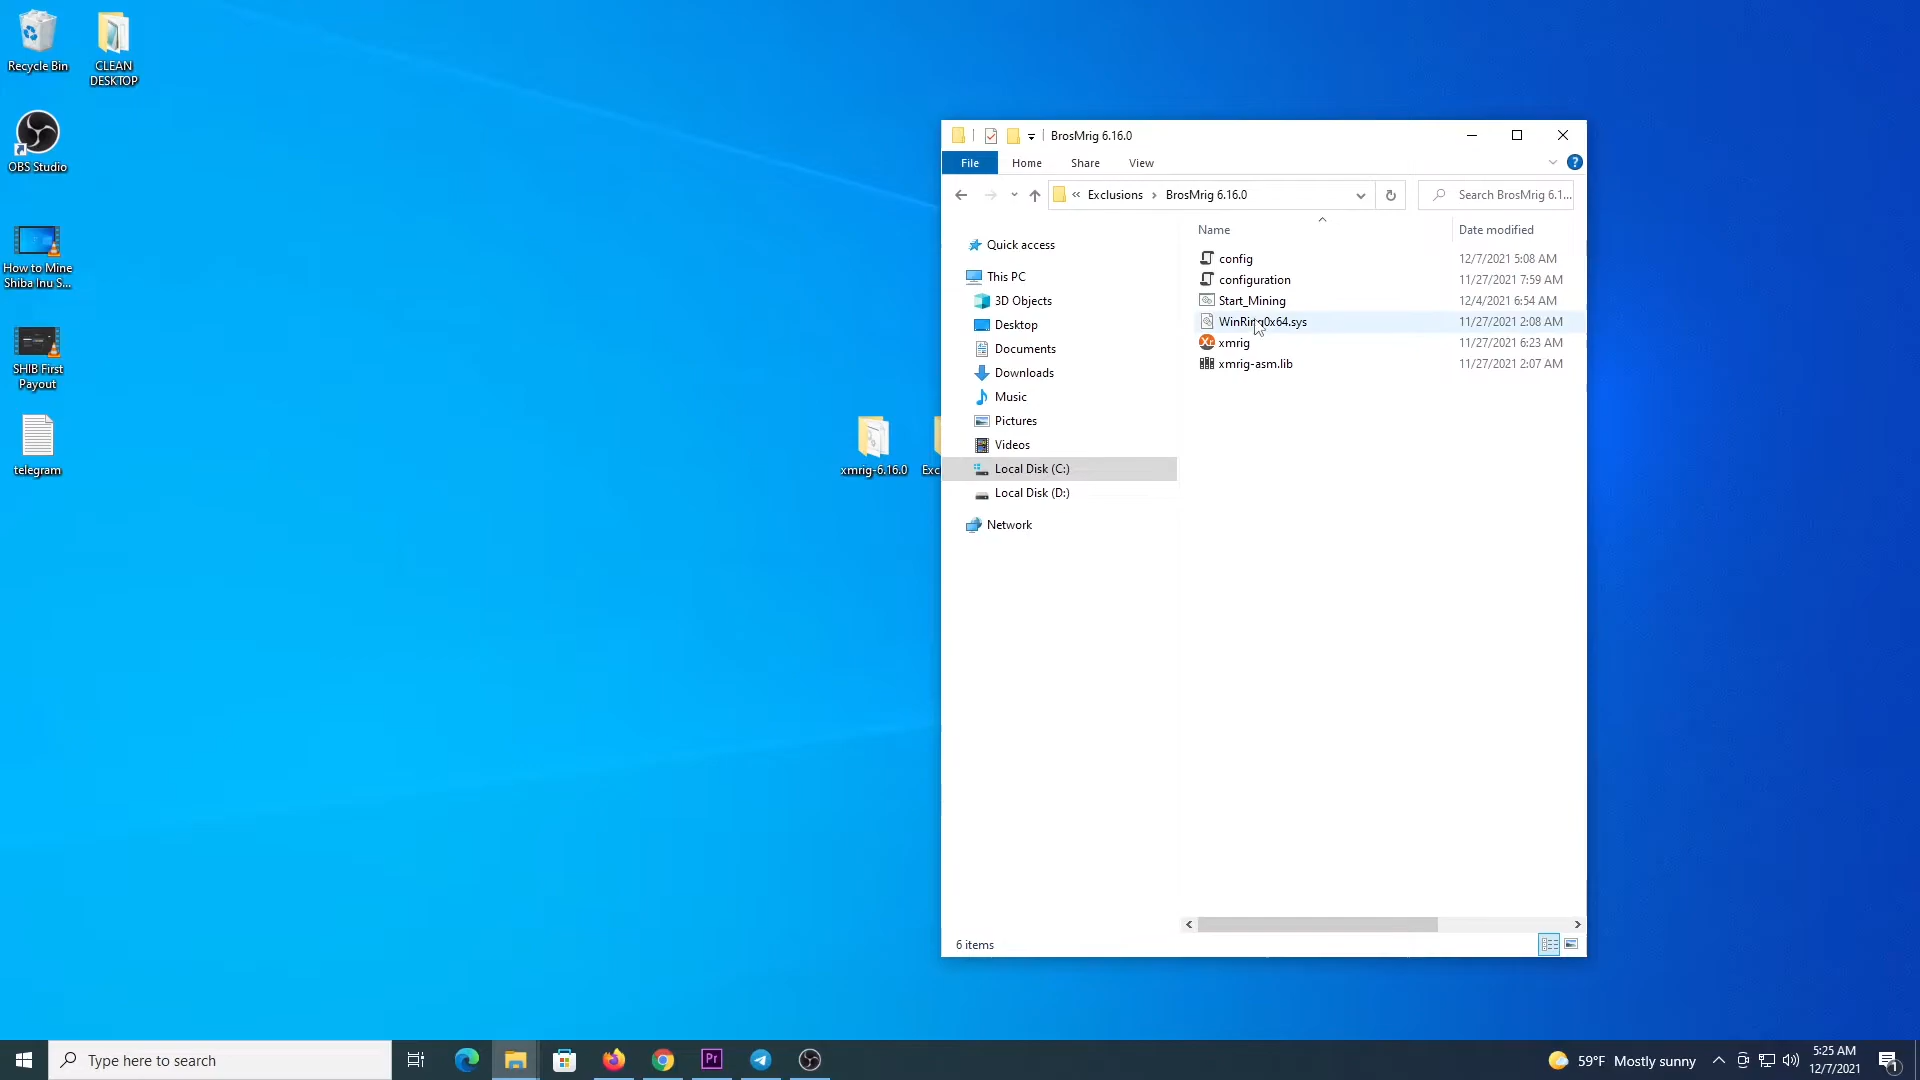 Recycle Bin
CLEAN
DESKTOP
OBS Studio
How to Mine
Shiba Inu S...
SHIB First
Payout
telegram
xmrig-6.16.0
Exc
BrosMrig 6.16.0
File
Home
Share
View
?
«
Exclusions
BrosMrig 6.16.0
Search BrosMrig 6.1...
Quick access
This PC
3D Objects
Desktop
Documents
Downloads
Music
Pictures
Videos
Local Disk (C:)
Local Disk (D:)
Network
Name
Date modified
config
12/7/2021 5:08 AM
configuration
11/27/2021 7:59 AM
Start_Mining
12/4/2021 6:54 AM
WinRing0x64.sys
11/27/2021 2:08 AM
xmrig
11/27/2021 6:23 AM
xmrig-asm.lib
11/27/2021 2:07 AM
6 items
Type here to search
Pr
59°F Mostly sunny
5:25 AM
12/7/2021
1